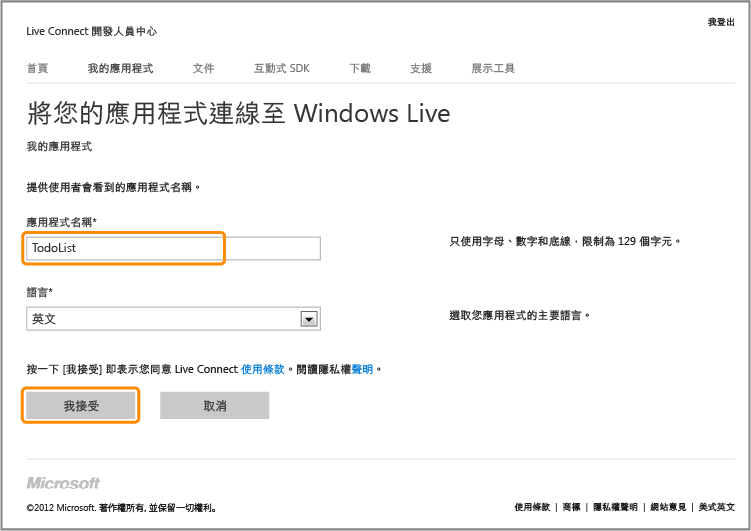 我登出
Live Connect 開發人員中心
首頁 我的應用程式 文件 互動式 SDK 下載 支援 展示工具
將您的應用程式連線至 Windows Live
我的應用程式
提供使用者會看到的應用程式名稱。
應用程式名稱*
TodoList 只使用字母、數字和底線，限制為 129 個字元。
語言*
英文 選取您應用程式的主要語言。
按一下 [我接受] 即表示您同意 Live Connect 使用條款。閱讀隱私權聲明。
我接受 取消
Microsoft
©2012 Microsoft. 著作權所有, 並保留一切權利。 使用條款 | 商標 | 隱私權聲明 | 網站意見 | 美式英文